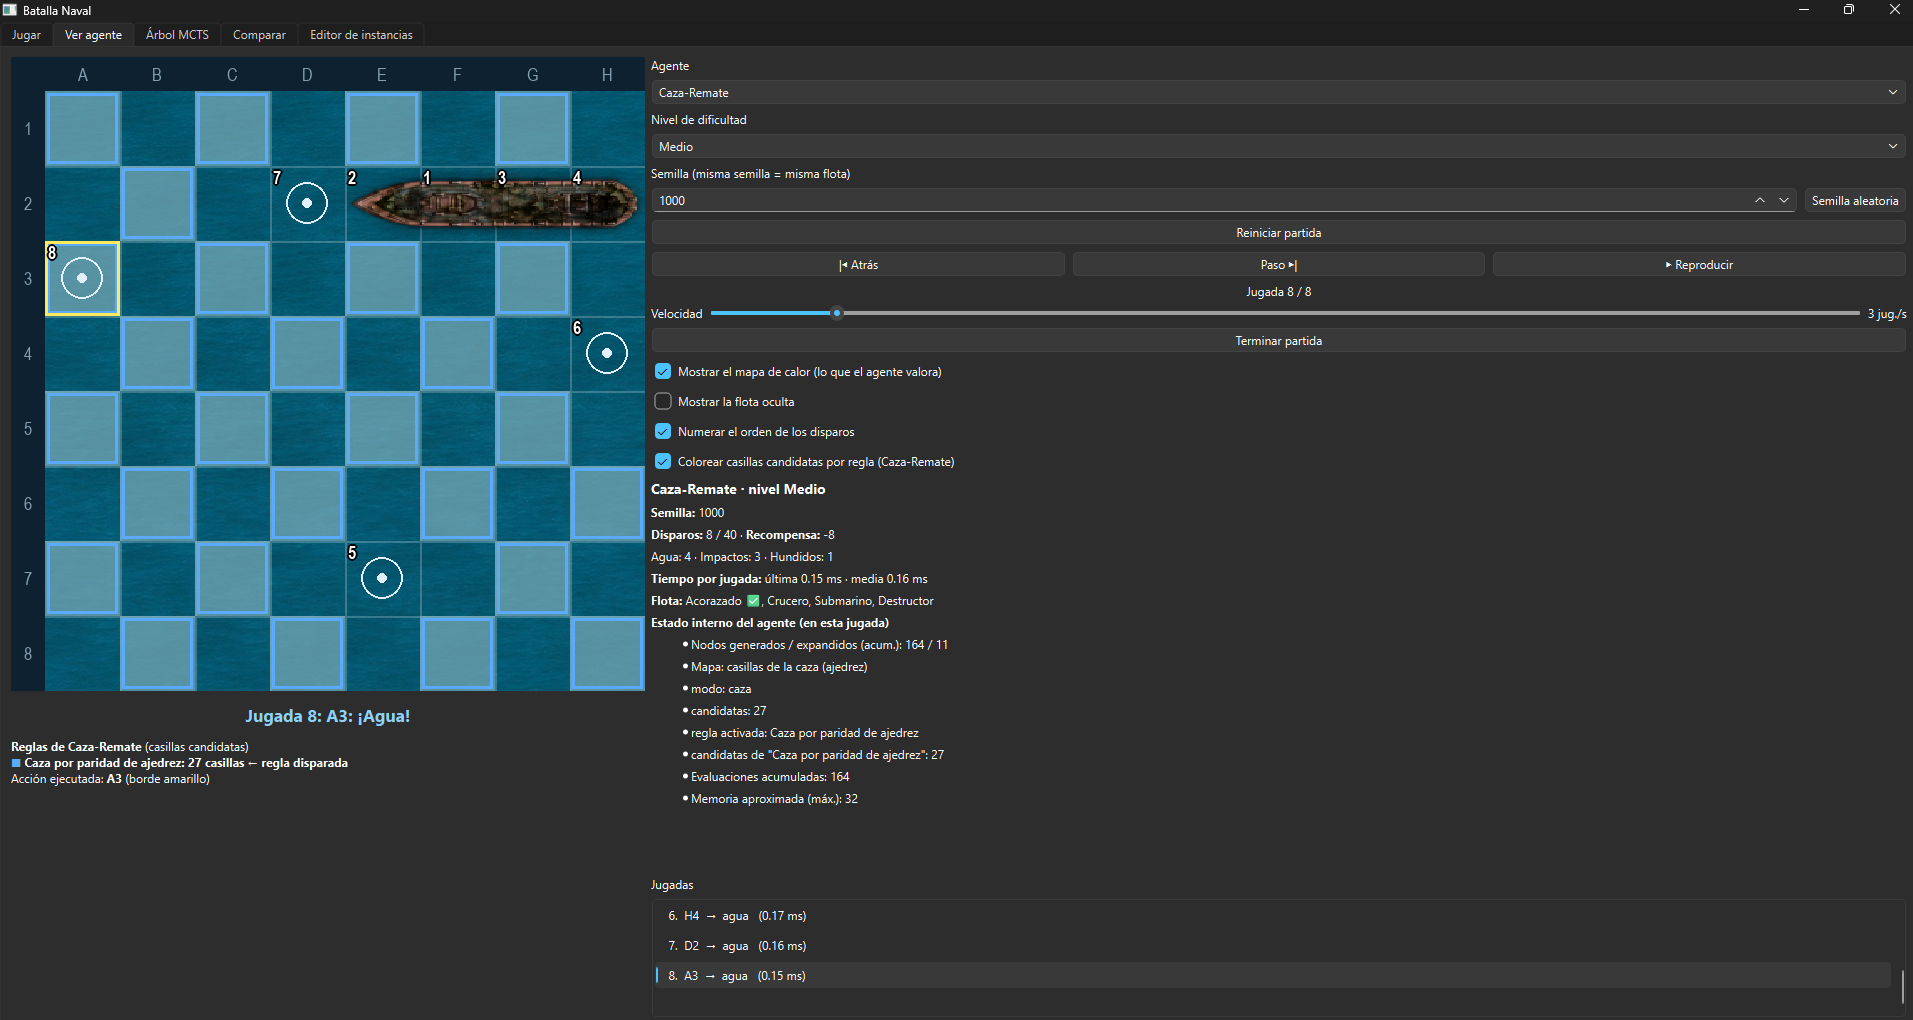 Batalla Naval
Jugar
Ver agente
Árbol MCTS
Comparar
Editor de instancias
A B C D E F G H
1
2
3
4
5
6
7
8
7 2 1 3 4
8
6
5
Jugada 8: A3: ¡Agua!
Reglas de Caza-Remate (casillas candidatas)
Caza por paridad de ajedrez: 27 casillas ← regla disparada
Acción ejecutada: A3 (borde amarillo)
Agente
Caza-Remate
Nivel de dificultad
Medio
Semilla (misma semilla = misma flota)
1000
Semilla aleatoria
Reiniciar partida
Atrás
Paso
Reproducir
Jugada 8 / 8
Velocidad
3 jug./s
Terminar partida
Mostrar el mapa de calor (lo que el agente valora)
Mostrar la flota oculta
Numerar el orden de los disparos
Colorear casillas candidatas por regla (Caza-Remate)
Caza-Remate · nivel Medio
Semilla: 1000
Disparos: 8 / 40 · Recompensa: -8
Agua: 4 · Impactos: 3 · Hundidos: 1
Tiempo por jugada: última 0.15 ms · media 0.16 ms
Flota: Acorazado ✅, Crucero, Submarino, Destructor
Estado interno del agente (en esta jugada)
• Nodos generados / expandidos (acum.): 164 / 11
• Mapa: casillas de la caza (ajedrez)
• modo: caza
• candidatas: 27
• regla activada: Caza por paridad de ajedrez
• candidatas de "Caza por paridad de ajedrez": 27
• Evaluaciones acumuladas: 164
• Memoria aproximada (máx.): 32
Jugadas
6. H4 → agua (0.17 ms)
7. D2 → agua (0.16 ms)
8. A3 → agua (0.15 ms)